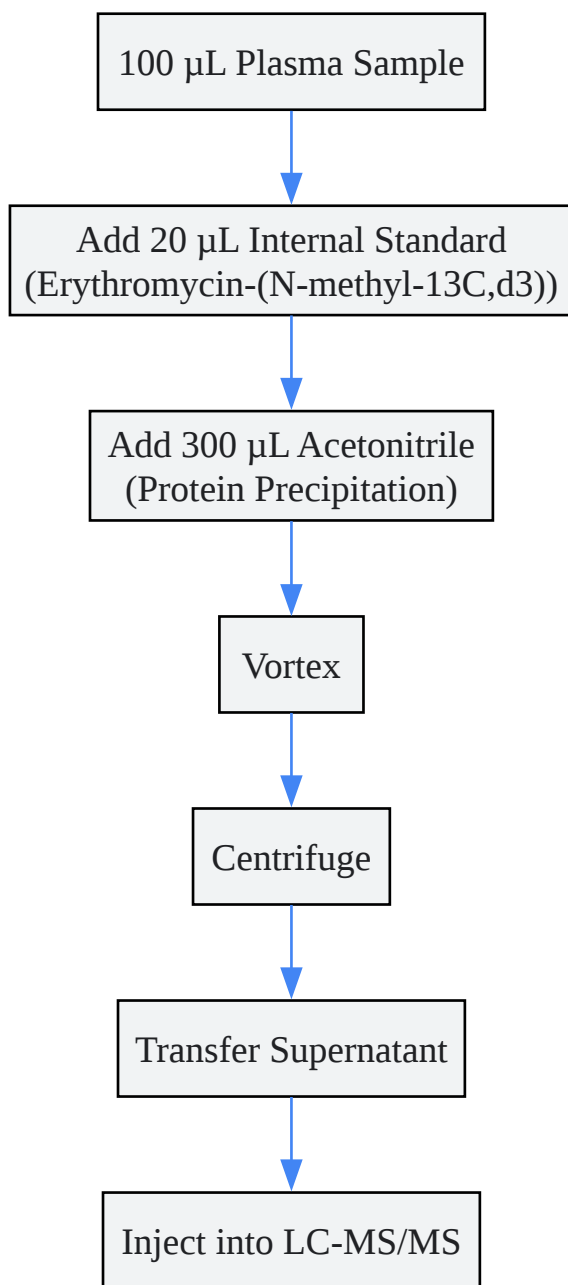 100 µL Plasma Sample
Add 20 µL Internal Standard
(Erythromycin-(N-methyl-13C,d3))
Add 300 µL Acetonitrile
(Protein Precipitation)
Vortex
Centrifuge
Transfer Supernatant
Inject into LC-MS/MS